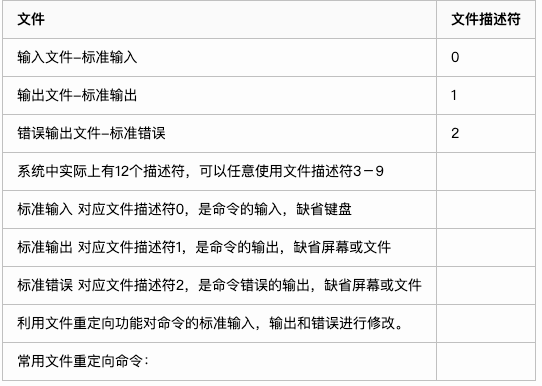 文件 文件描述符
输入文件–标准输入 0
输出文件–标准输出 1
错误输出文件–标准错误 2
系统中实际上有12个描述符，可以任意使用文件描述符3－9
标准输入 对应文件描述符0，是命令的输入，缺省键盘
标准输出 对应文件描述符1，是命令的输出，缺省屏幕或文件
标准错误 对应文件描述符2，是命令错误的输出，缺省屏幕或文件
利用文件重定向功能对命令的标准输入，输出和错误进行修改。
常用文件重定向命令：